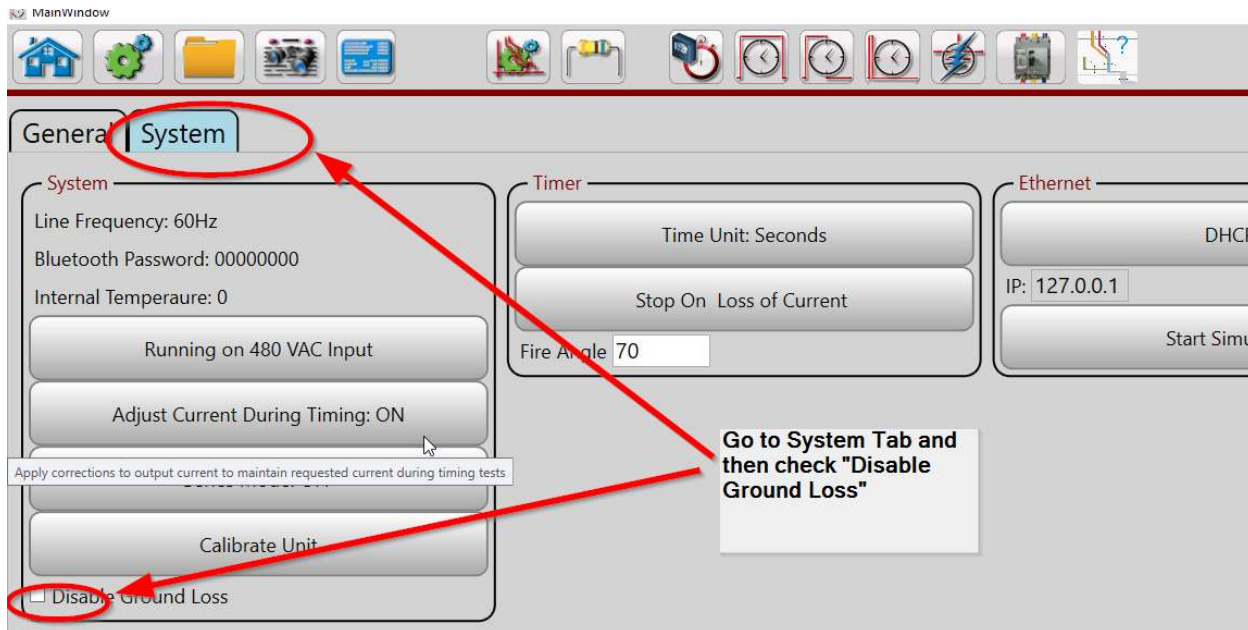 MainWindow
?
General
System
System
Line Frequency: 60Hz
Bluetooth Password: 00000000
Internal Temperaure: 0
Running on 480 VAC Input
Adjust Current During Timing: ON
Apply corrections to output current to maintain requested current during timing tests
Calibrate Unit
Disable Ground Loss
Timer
Time Unit: Seconds
Stop On Loss of Current
Fire Angle 70
Ethernet
DHCP
IP: 127.0.0.1
Start Simu
Go to System Tab and
then check "Disable
Ground Loss"